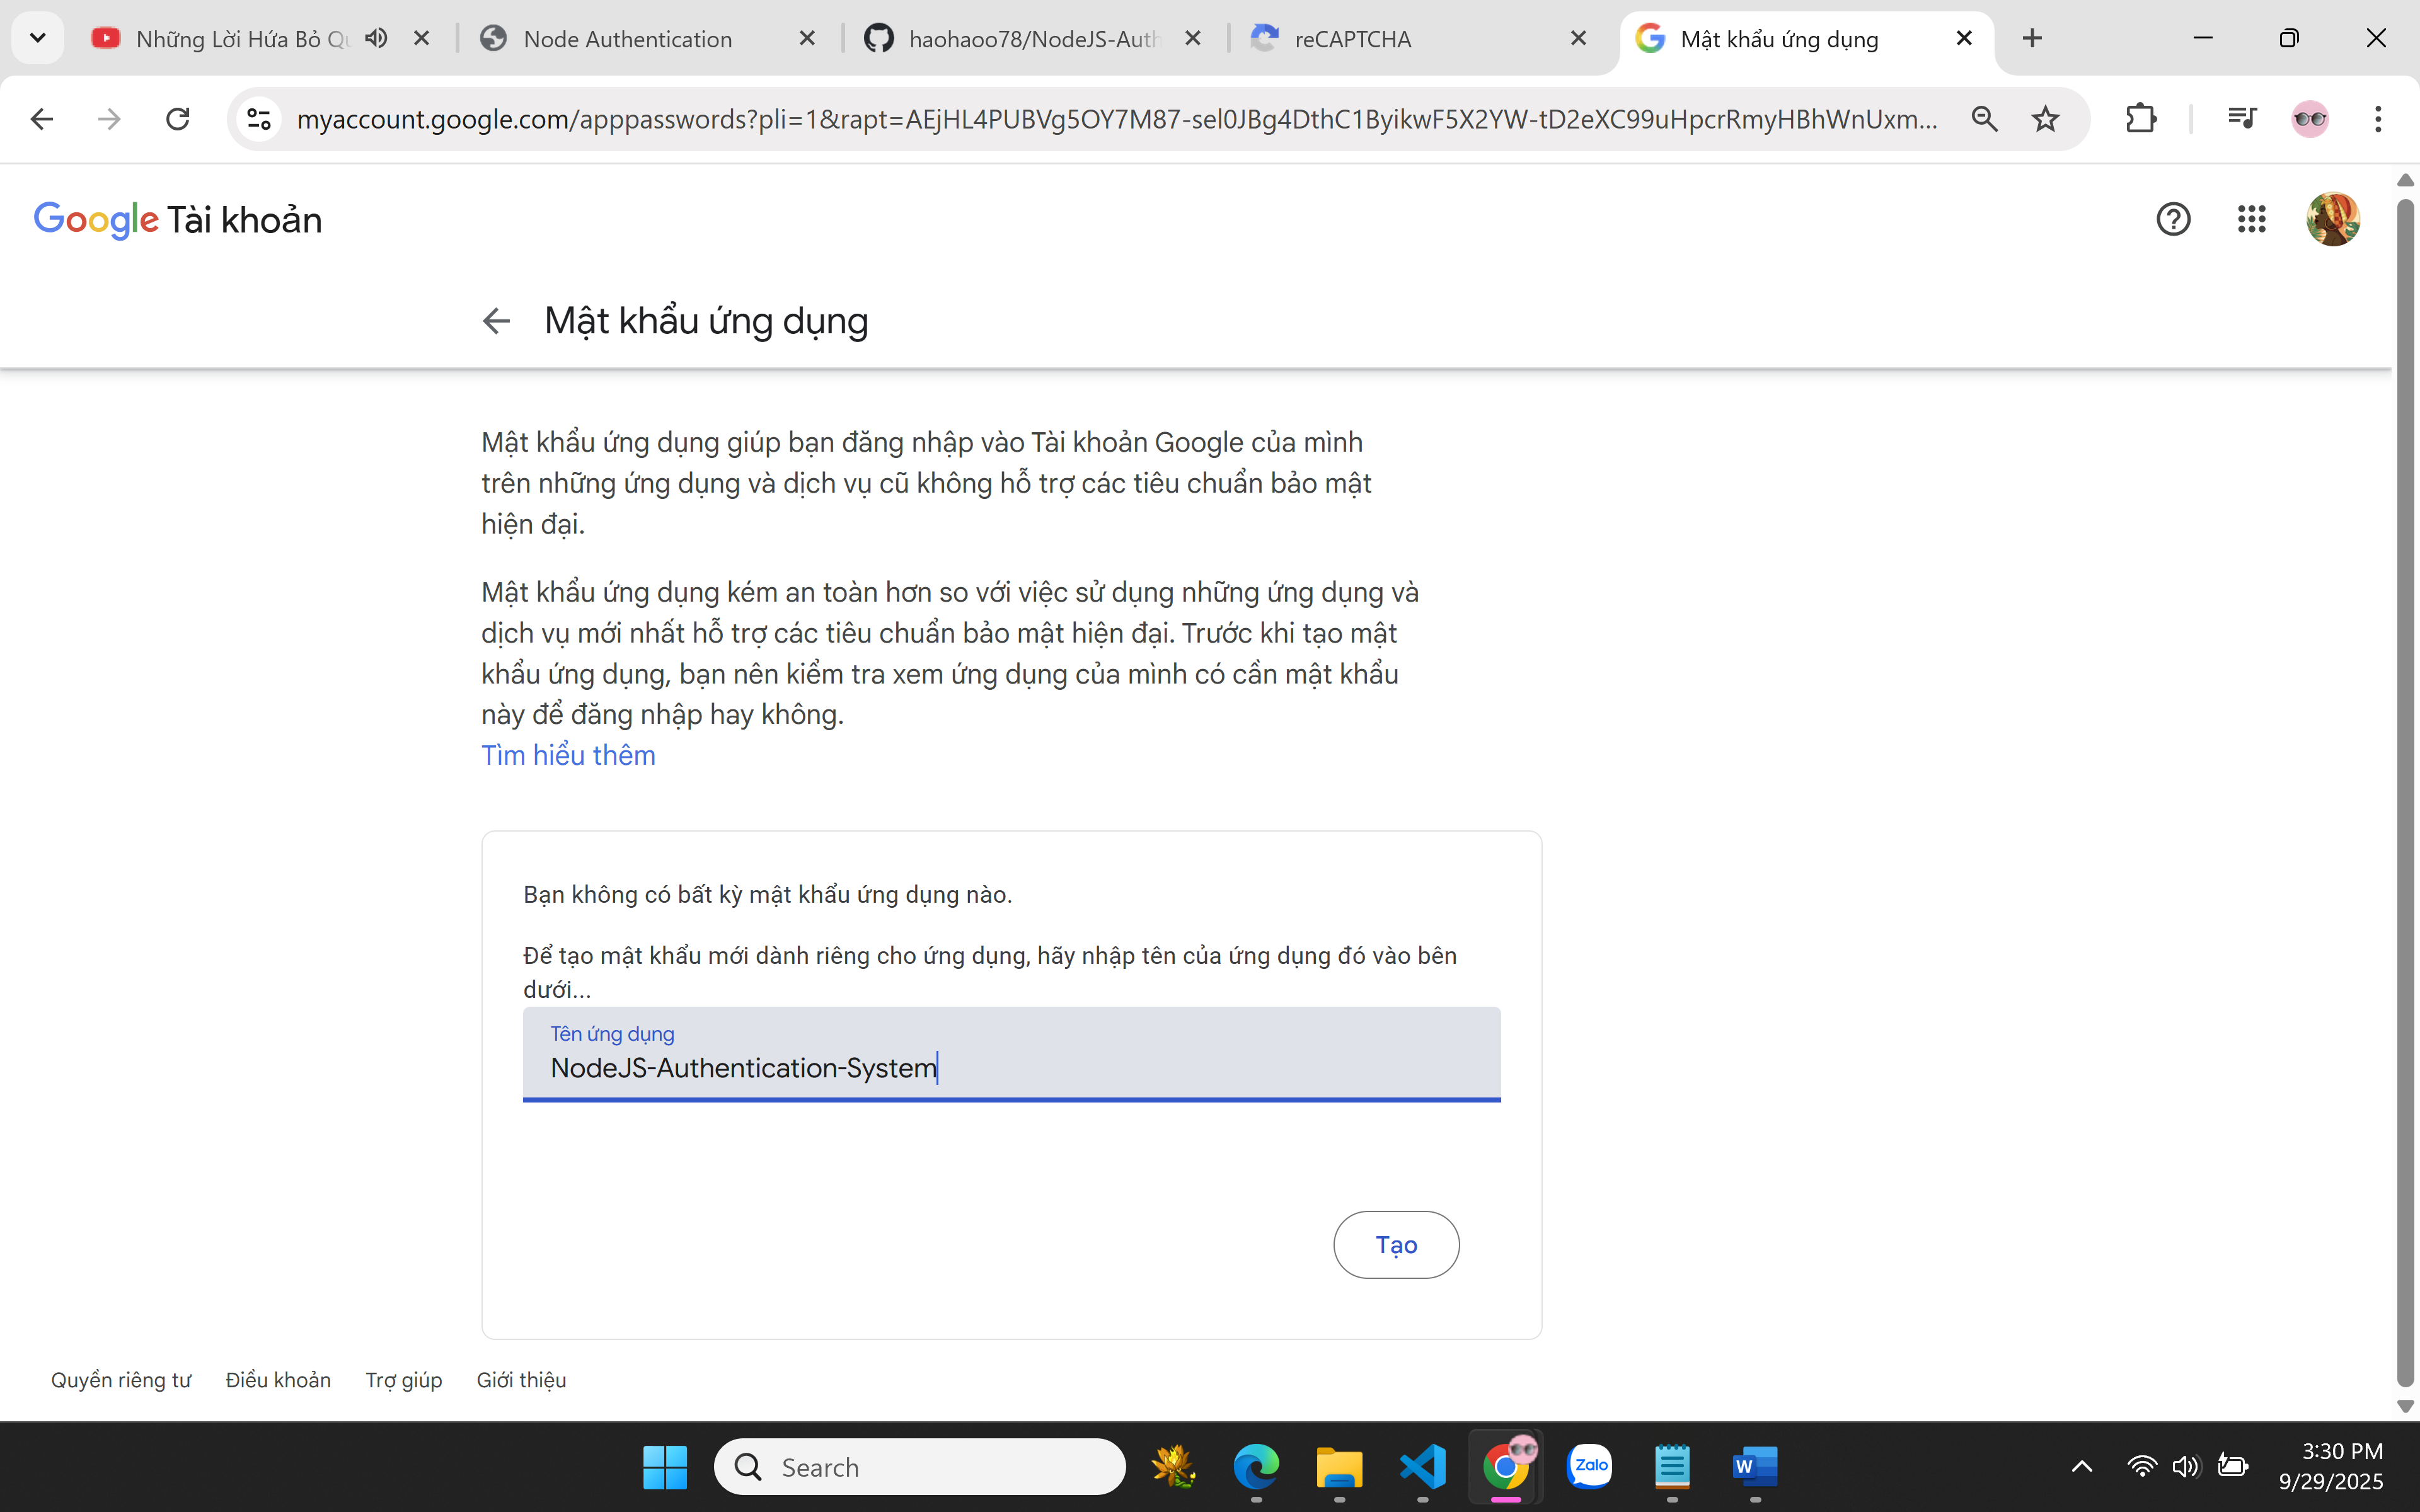 Những Lời Hứa Bỏ Qu
Node Authentication
haohaoo78/NodeJS-Auth
reCAPTCHA
Mật khẩu ứng dụng
myaccount.google.com/apppasswords?pli=1&rapt=AEjHL4PUBVg5OY7M87-sel0JBg4DthC1ByikwF5X2YW-tD2eXC99uHpcrRmyHBhWnUxm...
Google Tài khoản
Mật khẩu ứng dụng
Mật khẩu ứng dụng giúp bạn đăng nhập vào Tài khoản Google của mình
trên những ứng dụng và dịch vụ cũ không hỗ trợ các tiêu chuẩn bảo mật
hiện đại.
Mật khẩu ứng dụng kém an toàn hơn so với việc sử dụng những ứng dụng và
dịch vụ mới nhất hỗ trợ các tiêu chuẩn bảo mật hiện đại. Trước khi tạo mật
khẩu ứng dụng, bạn nên kiểm tra xem ứng dụng của mình có cần mật khẩu
này để đăng nhập hay không.
Tìm hiểu thêm
Bạn không có bất kỳ mật khẩu ứng dụng nào.
Để tạo mật khẩu mới dành riêng cho ứng dụng, hãy nhập tên của ứng dụng đó vào bên
dưới...
Tên ứng dụng
NodeJS-Authentication-System
Tạo
Quyền riêng tư
Điều khoản
Trợ giúp
Giới thiệu
Search
Zalo
W
3:30 PM
9/29/2025